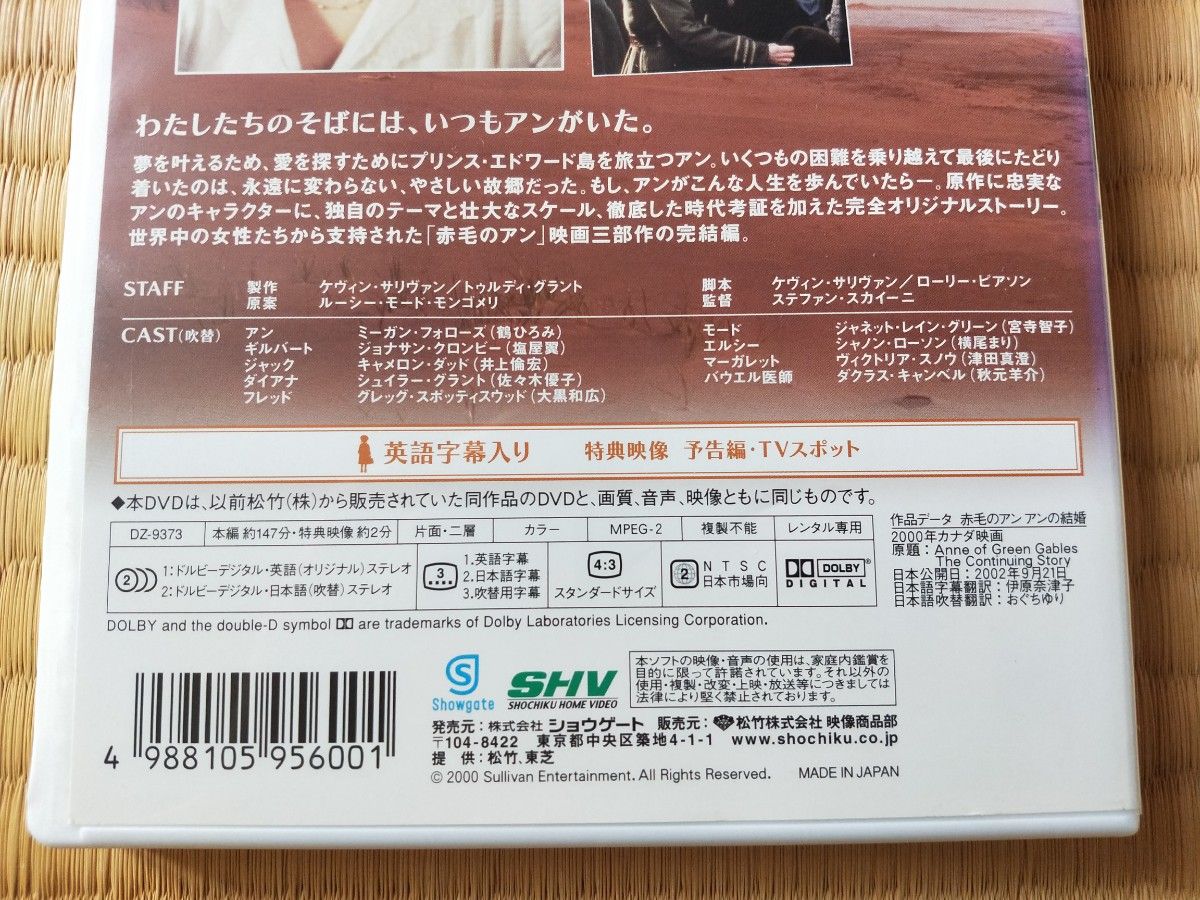 わたしたちのそばには、いつもアンがいた。
夢を叶えるため、愛を探すためにプリンス・エドワード島を旅立つアン。いくつもの困難を乗り越えて最後にたどり
着いたのは、永遠に変わらない、やさしい故郷だった。もし、アンがこんな人生を歩んでいたらー。原作に忠実な
アンのキャラクターに、独自のテーマと壮大なスケール、徹底した時代考証を加えた完全オリジナルストーリー。
世界中の女性たちから支持された「赤毛のアン」映画三部作の完結編。
STAFF 製作 ケヴィン・サリヴァン／トゥルディ・グラント 脚本 ケヴィン・サリヴァン／ローリー・ピアソン
原案 ルーシー・モード・モンゴメリ 監督 ステファン・スカイーニ
CAST(吹替) アン ミーガン・フォローズ(鶴ひろみ) モード ジャネット・レイン・グリーン(宮寺智子)
ギルバート ジョナサン・クロンビー(塩屋翼) エルシー シャノン・ローソン(横尾まり)
ジャック キャメロン・ダッド(井上倫宏) マーガレット ヴィクトリア・スノウ(津田真澄)
ダイアナ シュイラー・グラント(佐々木優子) バウエル医師 ダクラス・キャンベル(秋元羊介)
フレッド グレッグ・スポッティスウッド(大黒和広)
英語字幕入り 特典映像 予告編・TVスポット
◆本DVDは、以前松竹(株)から販売されていた同作品のDVDと、画質、音声、映像ともに同じものです。
DZ-9373 本編 約147分・特典映像 約2分 片面・二層 カラー MPEG-2 複製不能 レンタル専用
2 1:ドルビーデジタル・英語(オリジナル)ステレオ
2:ドルビーデジタル・日本語(吹替)ステレオ
3 1.英語字幕
2.日本語字幕
3.吹替用字幕
4:3
スタンダードサイズ
2 NTSC
日本市場向
DOLBY
DIGITAL
作品データ 赤毛のアン アンの結婚
2000年カナダ映画
原題：Anne of Green Gables
The Continuing Story
日本公開日：2002年9月21日
日本語字幕翻訳：伊原奈津子
日本語吹替翻訳：おぐちゆり
DOLBY and the double-D symbol are trademarks of Dolby Laboratories Licensing Corporation.
4 988105 956001
Showgate
SHV
SHOCHIKU HOME VIDEO
本ソフトの映像・音声の使用は、家庭内鑑賞を
目的に限って許諾されています。それ以外の
使用・複製・改変・上映・放送等につきましては
法律により堅く禁止されております。
発売元：株式会社 ショウゲート 販売元：松竹株式会社 映像商品部
〒104-8422 東京都中央区築地4-1-1 www.shochiku.co.jp
提 供：松竹、東芝
© 2000 Sullivan Entertainment. All Rights Reserved. MADE IN JAPAN